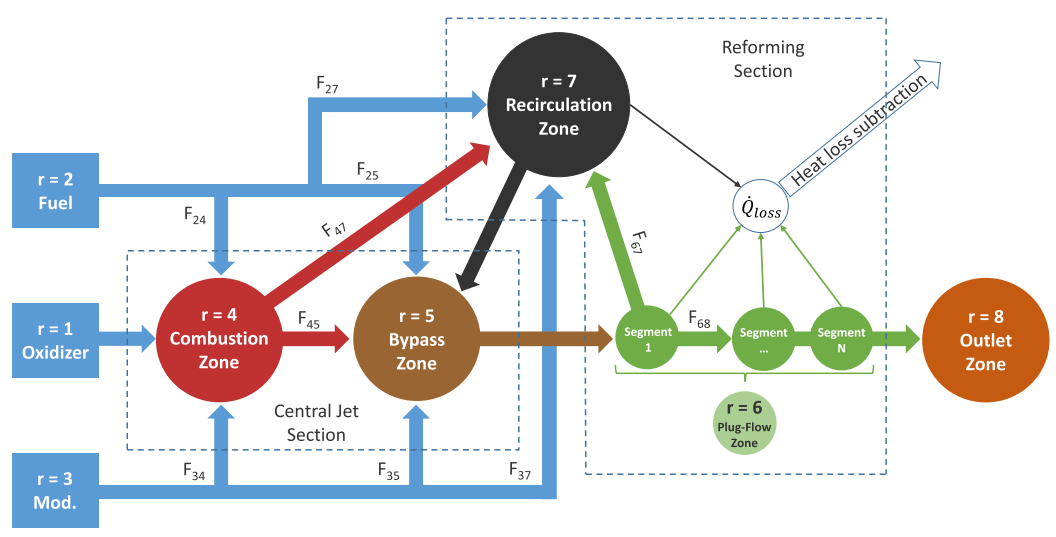 Reforming
Section
r = 7
Recirculation
Zone
F27
Heat loss subtraction
r = 2
Fuel
F25
F24
F47
Q̇loss
F67
r = 1
Oxidizer
r = 4
Combustion
Zone
F45
r = 5
Bypass
Zone
Segment
1
F68
Segment
...
Segment
N
r = 8
Outlet
Zone
Central Jet
Section
r = 6
Plug-Flow
Zone
r = 3
Mod.
F34
F35
F37